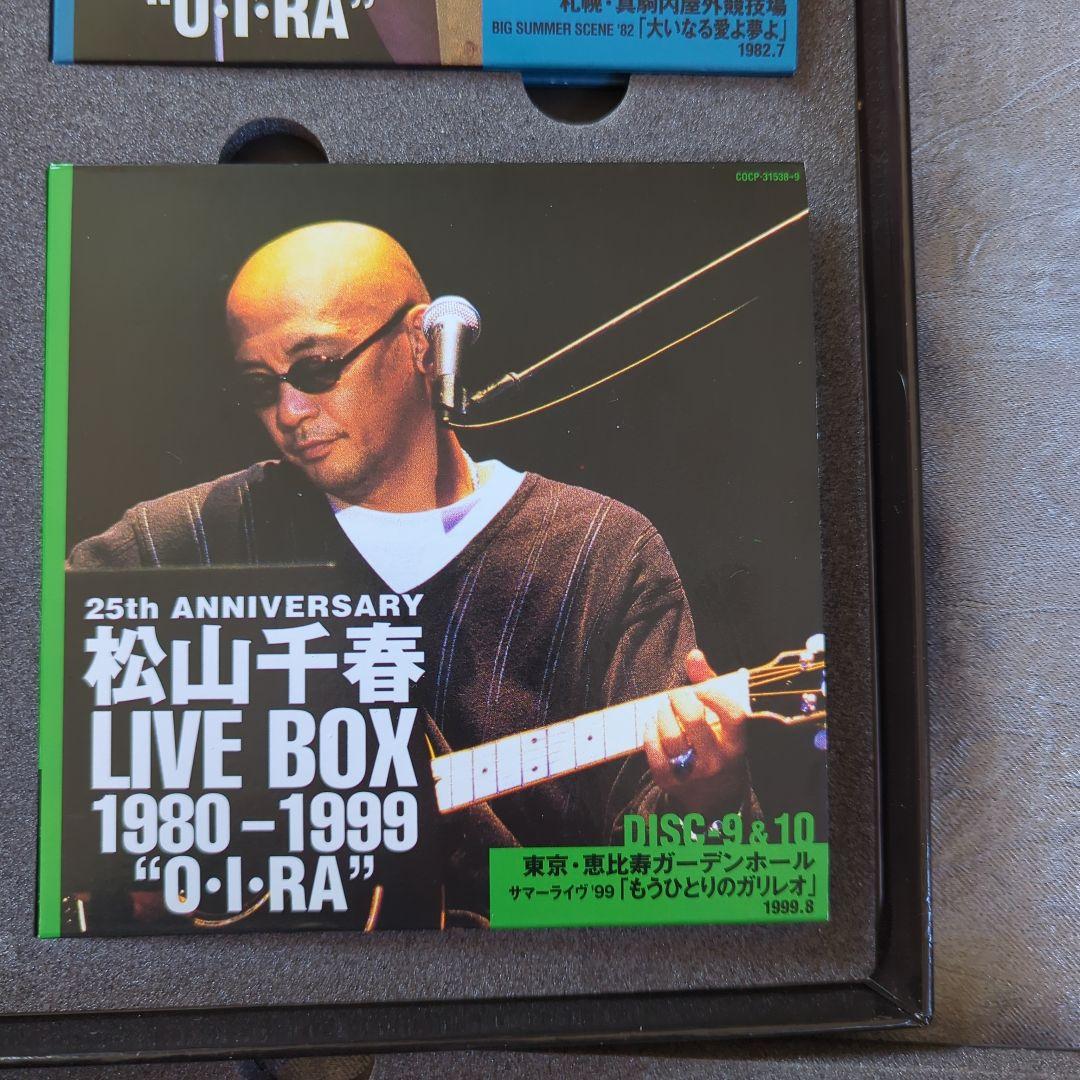 “O・I・RA”
札幌・真駒内屋外競技場
BIG SUMMER SCENE '82「大いなる愛よ夢よ」
1982.7
COCP-31538→9
25th ANNIVERSARY
松山千春
LIVE BOX
1980–1999
“O・I・RA”
DISC-9&10
東京・恵比寿ガーデンホール
サマーライヴ '99「もうひとりのガリレオ」
1999.8